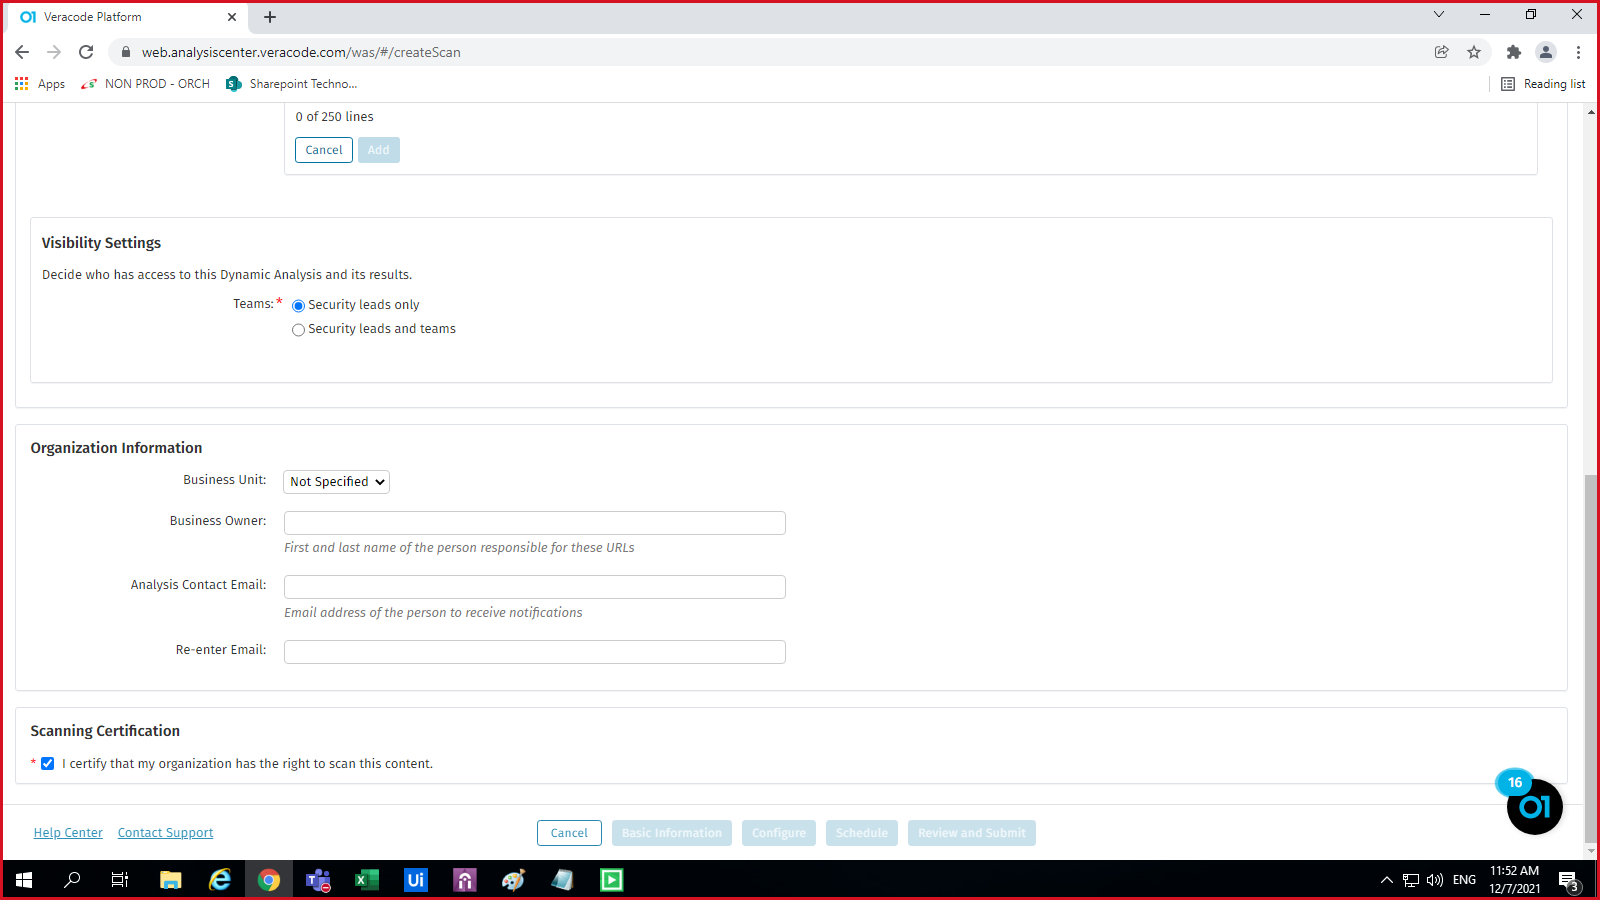 Veracode Platform
web.analysiscenter.veracode.com/was/#/createScan
Apps
NON PROD - ORCH
Sharepoint Techno...
Reading list
0 of 250 lines
Cancel
Add
Visibility Settings
Decide who has access to this Dynamic Analysis and its results.
Teams: *
Security leads only
Security leads and teams
Organization Information
Business Unit:
Not Specified
Business Owner:
First and last name of the person responsible for these URLs
Analysis Contact Email:
Email address of the person to receive notifications
Re-enter Email:
Scanning Certification
* I certify that my organization has the right to scan this content.
16
Help Center
Contact Support
Cancel
Basic Information
Configure
Schedule
Review and Submit
Ui
ENG
11:52 AM
12/7/2021
3